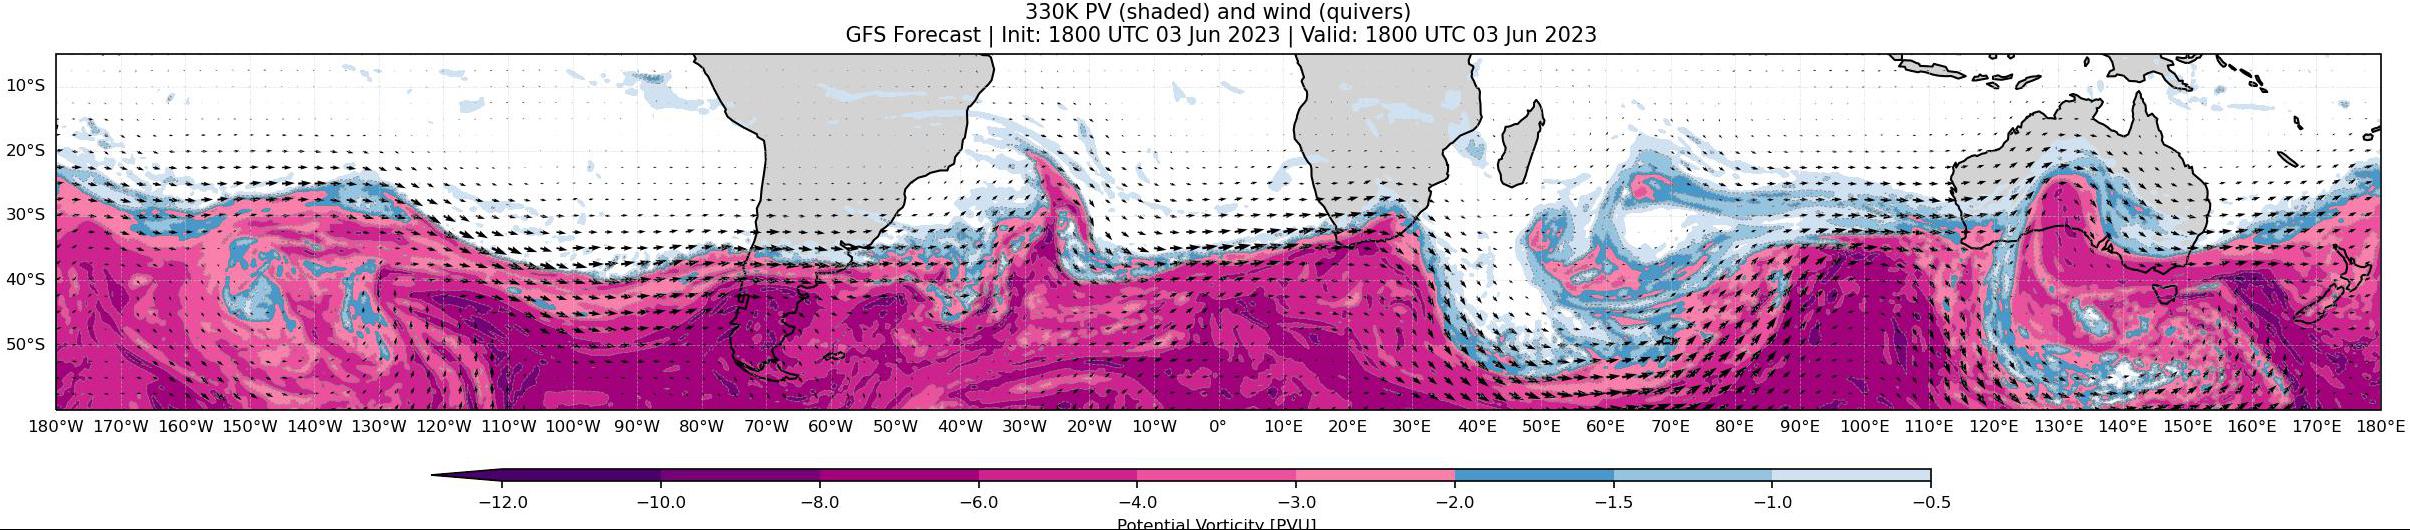 330K PV (shaded) and wind (quivers)
GFS Forecast | Init: 1800 UTC 03 Jun 2023 | Valid: 1800 UTC 03 Jun 2023
10°S
20°S
30°S
40°S
50°S
180°W 170°W 160°W 150°W 140°W 130°W 120°W 110°W 100°W 90°W 80°W 70°W 60°W 50°W 40°W 30°W 20°W 10°W 0° 10°E 20°E 30°E 40°E 50°E 60°E 70°E 80°E 90°E 100°E 110°E 120°E 130°E 140°E 150°E 160°E 170°E 180°E
−12.0 −10.0 −8.0 −6.0 −4.0 −3.0 −2.0 −1.5 −1.0 −0.5
Potential Vorticity [PVU]